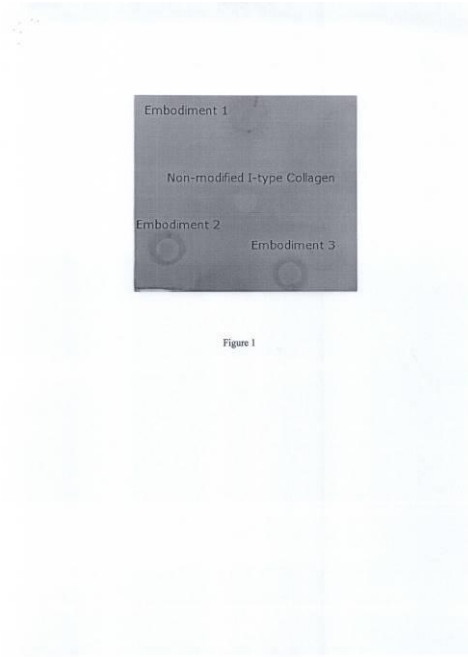 Embodiment 1
Non-modified I-type Collagen
Embodiment 2
Embodiment 3
Figure 1